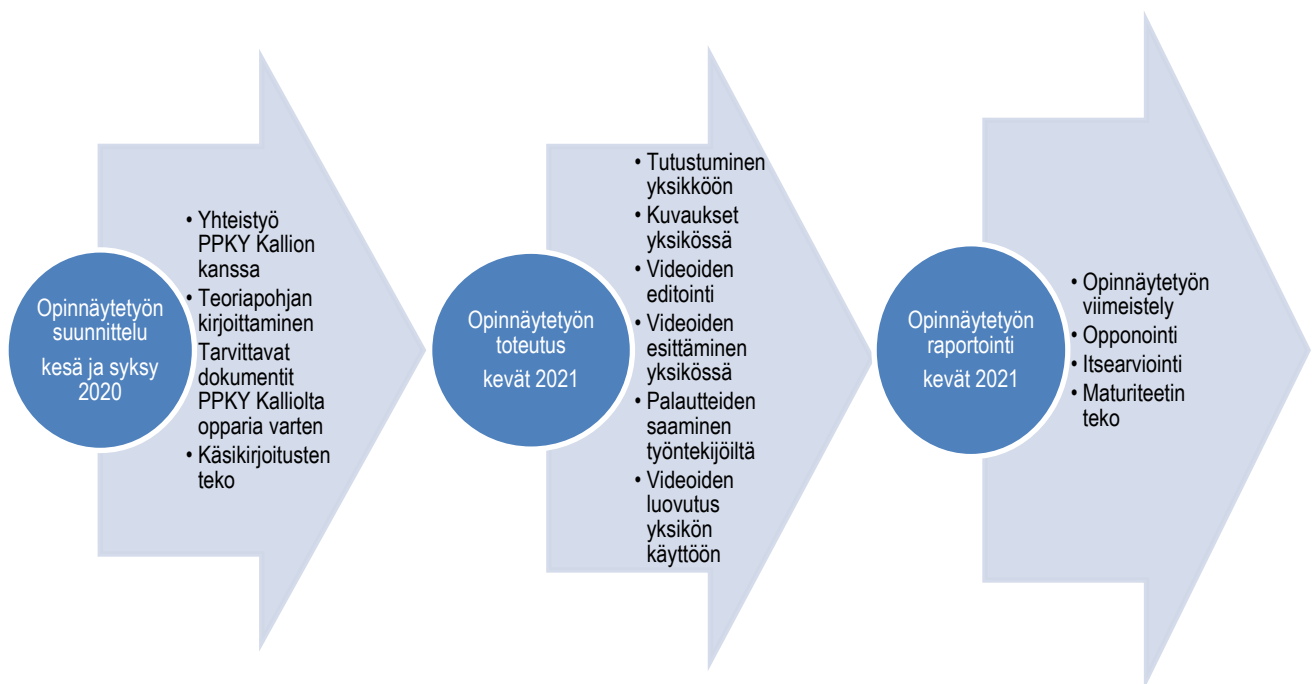 Opinnäytetyön
suunnittelu
kesä ja syksy
2020
• Yhteistyö
PPKY Kallion
kanssa
• Teoriapohjan
kirjoittaminen
• Tarvittavat
dokumentit
PPKY Kalliolta
opparia varten
• Käsikirjoitusten
teko
Opinnäytetyön
toteutus
kevät 2021
• Tutustuminen
yksikköön
• Kuvaukset
yksikössä
• Videoiden
editointi
• Videoiden
esittäminen
yksikössä
• Palautteiden
saaminen
työntekijöiltä
• Videoiden
luovutus
yksikön
käyttöön
Opinnäytetyön
raportointi
kevät 2021
• Opinnäytetyön
viimeistely
• Opponointi
• Itsearviointi
• Maturiteetin
teko